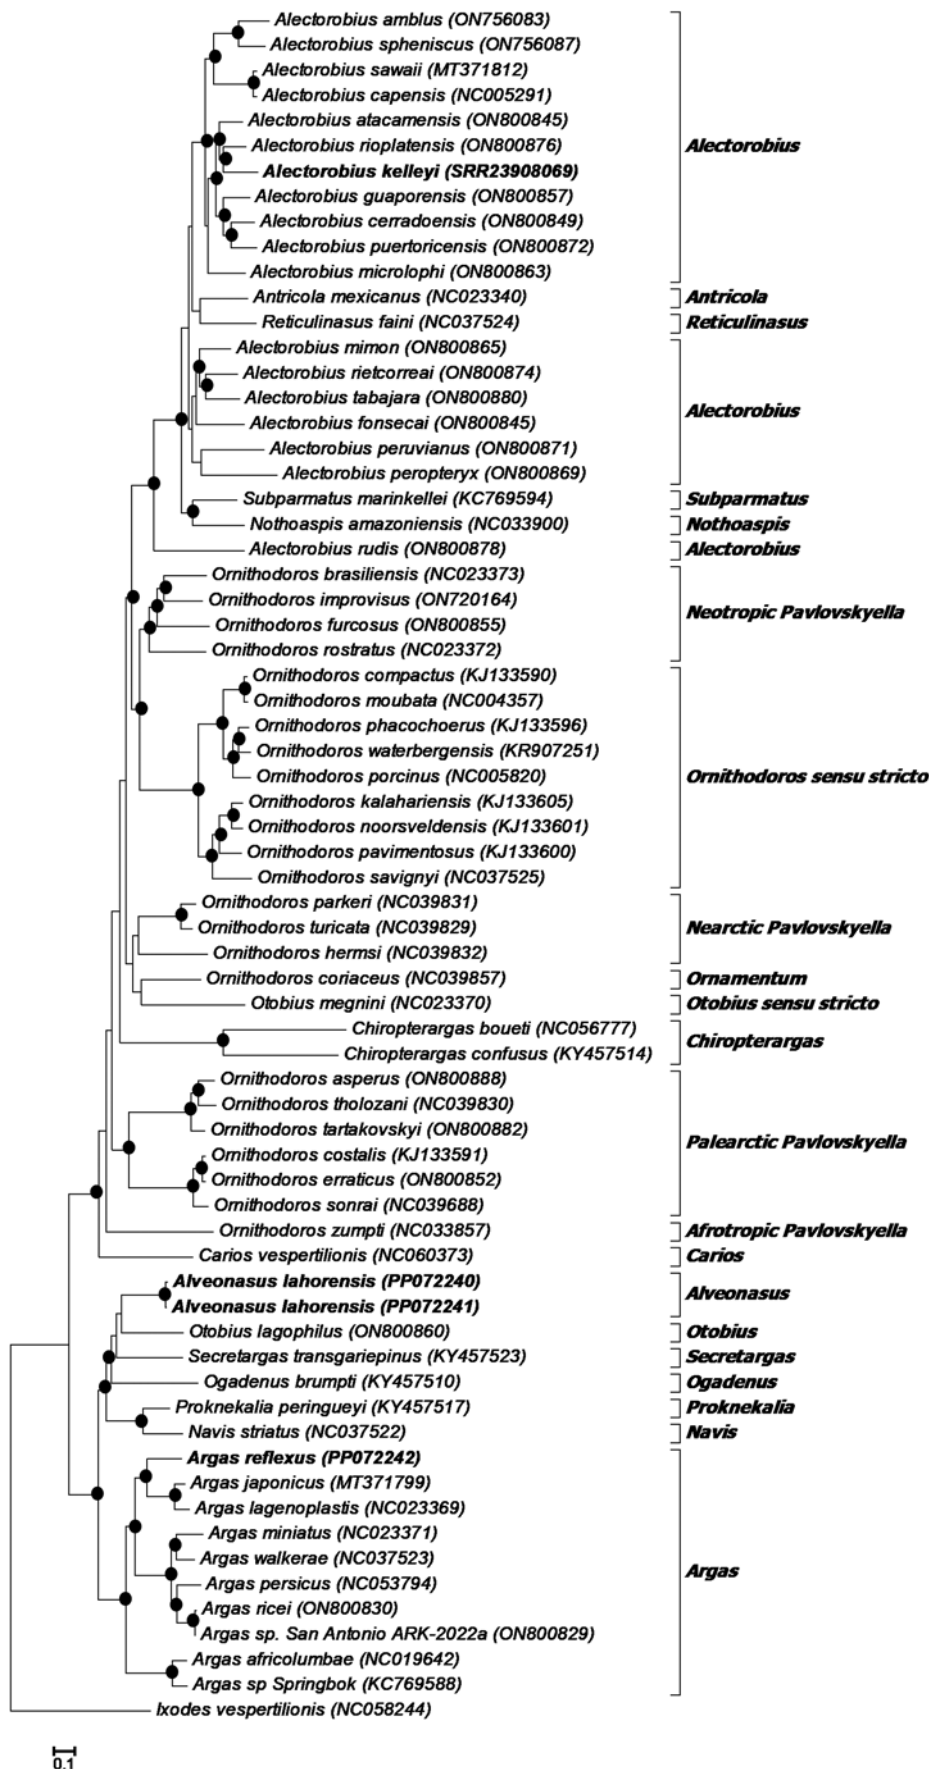 Alectorobius amblus (ON756083)
Alectorobius spheniscus (ON756087)
Alectorobius sawaii (MT371812)
Alectorobius capensis (NC005291)
Alectorobius atacamensis (ON800845)
Alectorobius rioplatensis (ON800876)
Alectorobius
Alectorobius kelleyi (SRR23908069)
Alectorobius guaporensis (ON800857)
Alectorobius cerradoensis (ON800849)
Alectorobius puertoricensis (ON800872)
Alectorobius microlophi (ON800863)
Antricola mexicanus (NC023340)
Antricola
Reticulinasus faini (NC037524)
Reticulinasus
Alectorobius mimon (ON800865)
Alectorobius rietcorreai (ON800874)
Alectorobius tabajara (ON800880)
Alectorobius
Alectorobius fonsecai (ON800845)
Alectorobius peruvianus (ON800871)
Alectorobius peropteryx (ON800869)
Subparmatus marinkellei (KC769594)
Subparmatus
Nothoaspis amazoniensis (NC033900)
Nothoaspis
Alectorobius rudis (ON800878)
Alectorobius
Ornithodoros brasiliensis (NC023373)
Ornithodoros improvisus (ON720164)
Neotropic Pavlovskyella
Ornithodoros furcosus (ON800855)
Ornithodoros rostratus (NC023372)
Ornithodoros compactus (KJ133590)
Ornithodoros moubata (NC004357)
Ornithodoros phacochoerus (KJ133596)
Ornithodoros waterbergensis (KR907251)
Ornithodoros porcinus (NC005820)
Ornithodoros sensu stricto
Ornithodoros kalahariensis (KJ133605)
Ornithodoros noorsveldensis (KJ133601)
Ornithodoros pavimentosus (KJ133600)
Ornithodoros savignyi (NC037525)
Ornithodoros parkeri (NC039831)
Ornithodoros turicata (NC039829)
Nearctic Pavlovskyella
Ornithodoros hermsi (NC039832)
Ornithodoros coriaceus (NC039857)
Ornamentum
Otobius megnini (NC023370)
Otobius sensu stricto
Chiropterargas boueti (NC056777)
Chiropterargas
Chiropterargas confusus (KY457514)
Ornithodoros asperus (ON800888)
Ornithodoros tholozani (NC039830)
Ornithodoros tartakovskyi (ON800882)
Palearctic Pavlovskyella
Ornithodoros costalis (KJ133591)
Ornithodoros erraticus (ON800852)
Ornithodoros sonrai (NC039688)
Ornithodoros zumpti (NC033857)
Afrotropic Pavlovskyella
Carios vespertilionis (NC060373)
Carios
Alveonasus lahorensis (PP072240)
Alveonasus
Alveonasus lahorensis (PP072241)
Otobius lagophilus (ON800860)
Otobius
Secretargas transgariepinus (KY457523)
Secretargas
Ogadenus brumpti (KY457510)
Ogadenus
Proknekalia peringueyi (KY457517)
Proknekalia
Navis striatus (NC037522)
Navis
Argas reflexus (PP072242)
Argas japonicus (MT371799)
Argas lagenoplastis (NC023369)
Argas miniatus (NC023371)
Argas walkerae (NC037523)
Argas
Argas persicus (NC053794)
Argas ricei (ON800830)
Argas sp. San Antonio ARK-2022a (ON800829)
Argas africolumbae (NC019642)
Argas sp Springbok (KC769588)
Ixodes vespertilionis (NC058244)
0.1